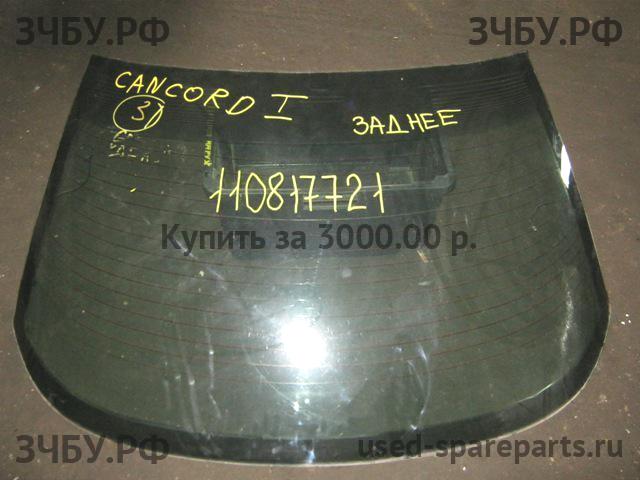 ЗЧБУ.РФ
ЗЧБУ.РФ
CANCORD I
3
ЗАДНЕЕ
110817721
Купить за 3000.00 р.
ЗЧБУ.РФ
used-spareparts.ru